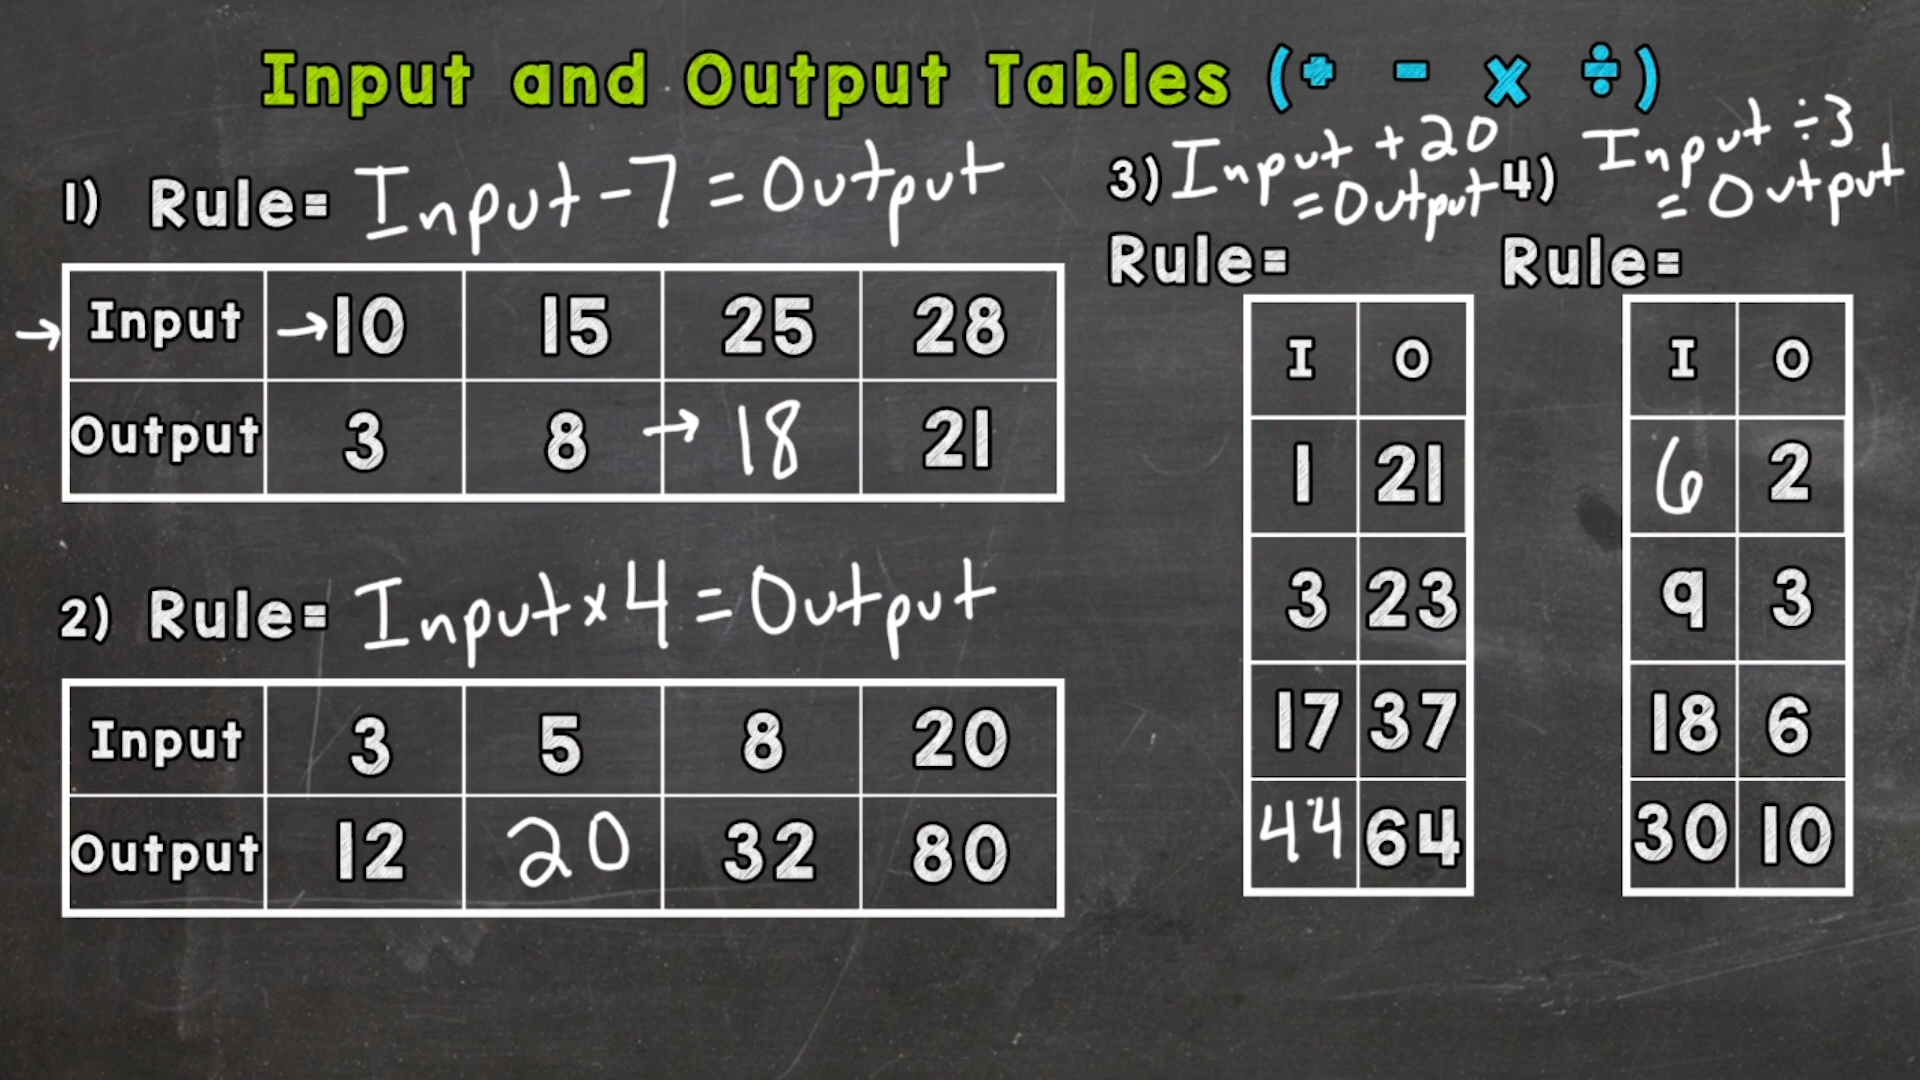 Input and Output Tables (+ - x ÷)
1) Rule= Input - 7 = Output
→ Input →10 15 25 28
Output 3 8 → 18 21
2) Rule= Input x 4 = Output
Input 3 5 8 20
Output 12 20 32 80
3) Input + 20
= Output
Rule=
I O
1 21
3 23
17 37
44 64
4) Input ÷ 3
= Output
Rule=
I O
6 2
9 3
18 6
30 10